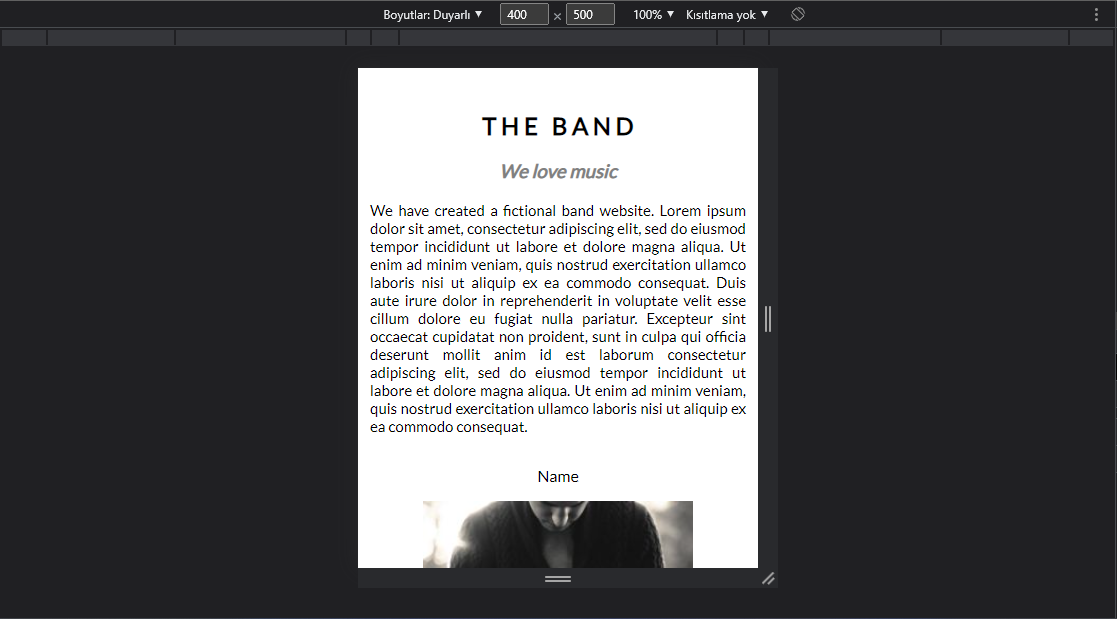 Boyutlar: Duyarlı ▼ 400 × 500 100% ▼ Kısıtlama yok ▼
THE BAND
We love music
We have created a fictional band website. Lorem ipsum
dolor sit amet, consectetur adipiscing elit, sed do eiusmod
tempor incididunt ut labore et dolore magna aliqua. Ut
enim ad minim veniam, quis nostrud exercitation ullamco
laboris nisi ut aliquip ex ea commodo consequat. Duis
aute irure dolor in reprehenderit in voluptate velit esse
cillum dolore eu fugiat nulla pariatur. Excepteur sint
occaecat cupidatat non proident, sunt in culpa qui officia
deserunt mollit anim id est laborum consectetur
adipiscing elit, sed do eiusmod tempor incididunt ut
labore et dolore magna aliqua. Ut enim ad minim veniam,
quis nostrud exercitation ullamco laboris nisi ut aliquip ex
ea commodo consequat.
Name